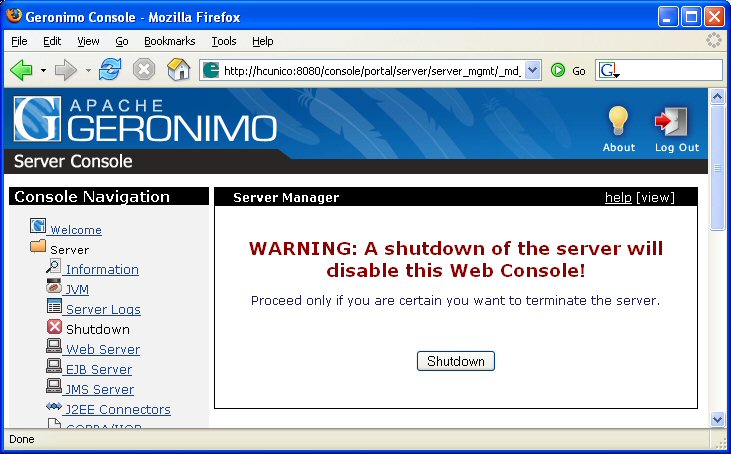 Geronimo Console - Mozilla Firefox
File Edit View Go Bookmarks Tools Help
http://hcunico:8080/console/portal/server/server_mgmt/_md_ Go G
APACHE
GERONIMO
Server Console
About Log Out
Console Navigation
Welcome
Server
Information
JVM
Server Logs
Shutdown
Web Server
EJB Server
JMS Server
J2EE Connectors
Server Manager help [view]
WARNING: A shutdown of the server will
disable this Web Console!
Proceed only if you are certain you want to terminate the server.
Shutdown
Done